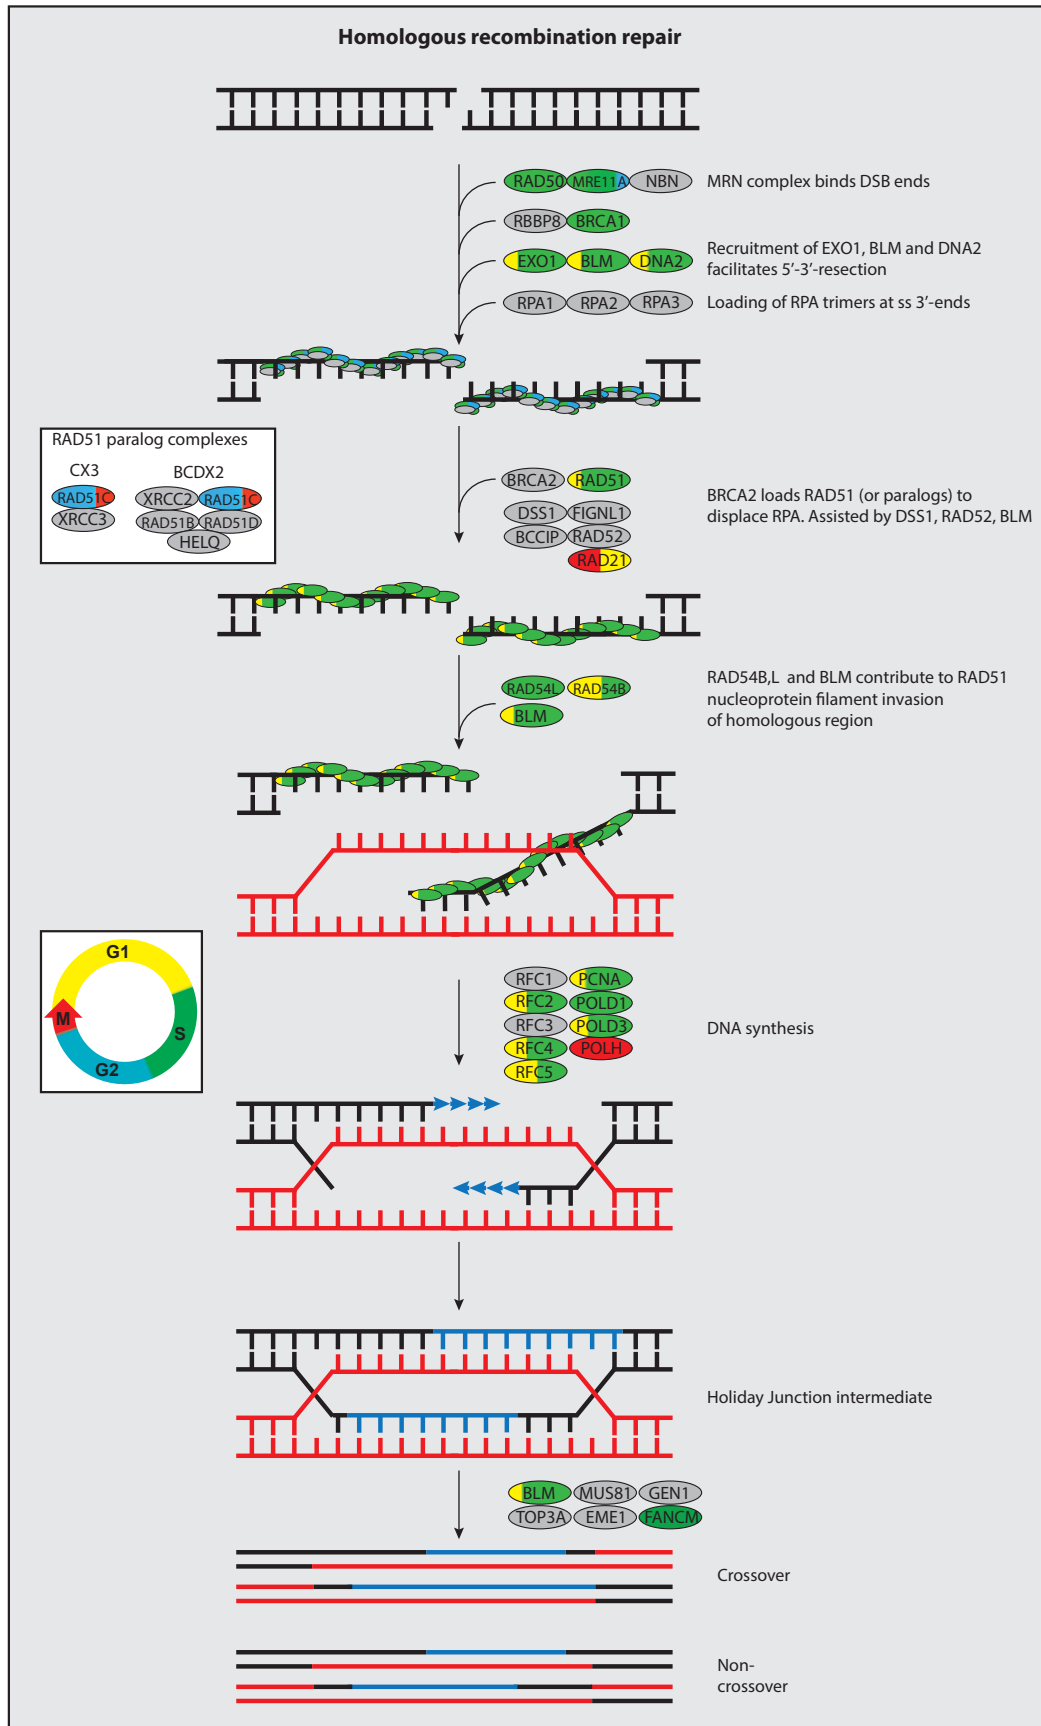 Homologous recombination repair
RAD50 MRE11A NBN
MRN complex binds DSB ends
RBBP8 BRCA1
EXO1 BLM DNA2
Recruitment of EXO1, BLM and DNA2
facilitates 5’-3’-resection
RPA1 RPA2 RPA3
Loading of RPA trimers at ss 3’-ends
RAD51 paralog complexes
CX3
BCDX2
RAD51C
XRCC3
XRCC2 RAD51C
RAD51B RAD51D
HELQ
BRCA2 RAD51
DSS1 FIGNL1
BCCIP RAD52
RAD21
BRCA2 loads RAD51 (or paralogs) to
displace RPA. Assisted by DSS1, RAD52, BLM
RAD54L RAD54B
BLM
RAD54B,L and BLM contribute to RAD51
nucleoprotein filament invasion
of homologous region
G1
M
S
G2
RFC1 PCNA
RFC2 POLD1
RFC3 POLD3
RFC4 POLH
RFC5
DNA synthesis
Holiday Junction intermediate
BLM MUS81 GEN1
TOP3A EME1 FANCM
Crossover
Non-
crossover